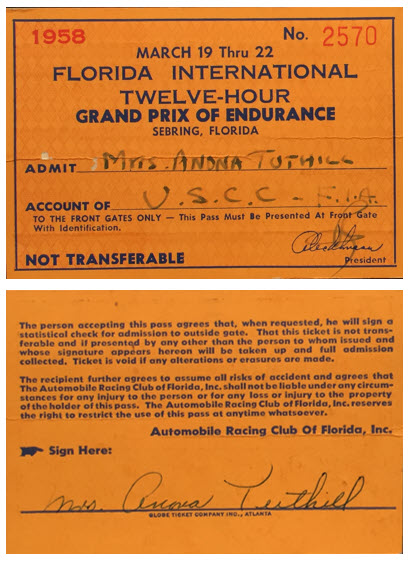 1958
No. 2570
MARCH 19 Thru 22
FLORIDA INTERNATIONAL
TWELVE-HOUR
GRAND PRIX OF ENDURANCE
SEBRING, FLORIDA
ADMIT Mrs. Anona Tuthill
ACCOUNT OF U.S.C.C - F.I.A.
TO THE FRONT GATES ONLY — This Pass Must Be Presented At Front Gate
With Identification.
NOT TRANSFERABLE
President
The person accepting this pass agrees that, when requested, he will sign a
statistical check for admission to outside gate. That this ticket is not trans-
ferable and if presented by any other than the person to whom issued and
whose signature appears hereon will be taken up and full admission
collected. Ticket is void if any alterations or erasures are made.
The recipient further agrees to assume all risks of accident and agrees that
The Automobile Racing Club of Florida, Inc. shall not be liable under any circum-
stances for any injury to the person or for any loss or injury to the property
of the holder of this pass. The Automobile Racing Club of Florida, Inc. reserves
the right to restrict the use of this pass at anytime whatsoever.
Automobile Racing Club Of Florida, Inc.
Sign Here:
Mrs. Anona Tuthill
GLOBE TICKET COMPANY INC., ATLANTA